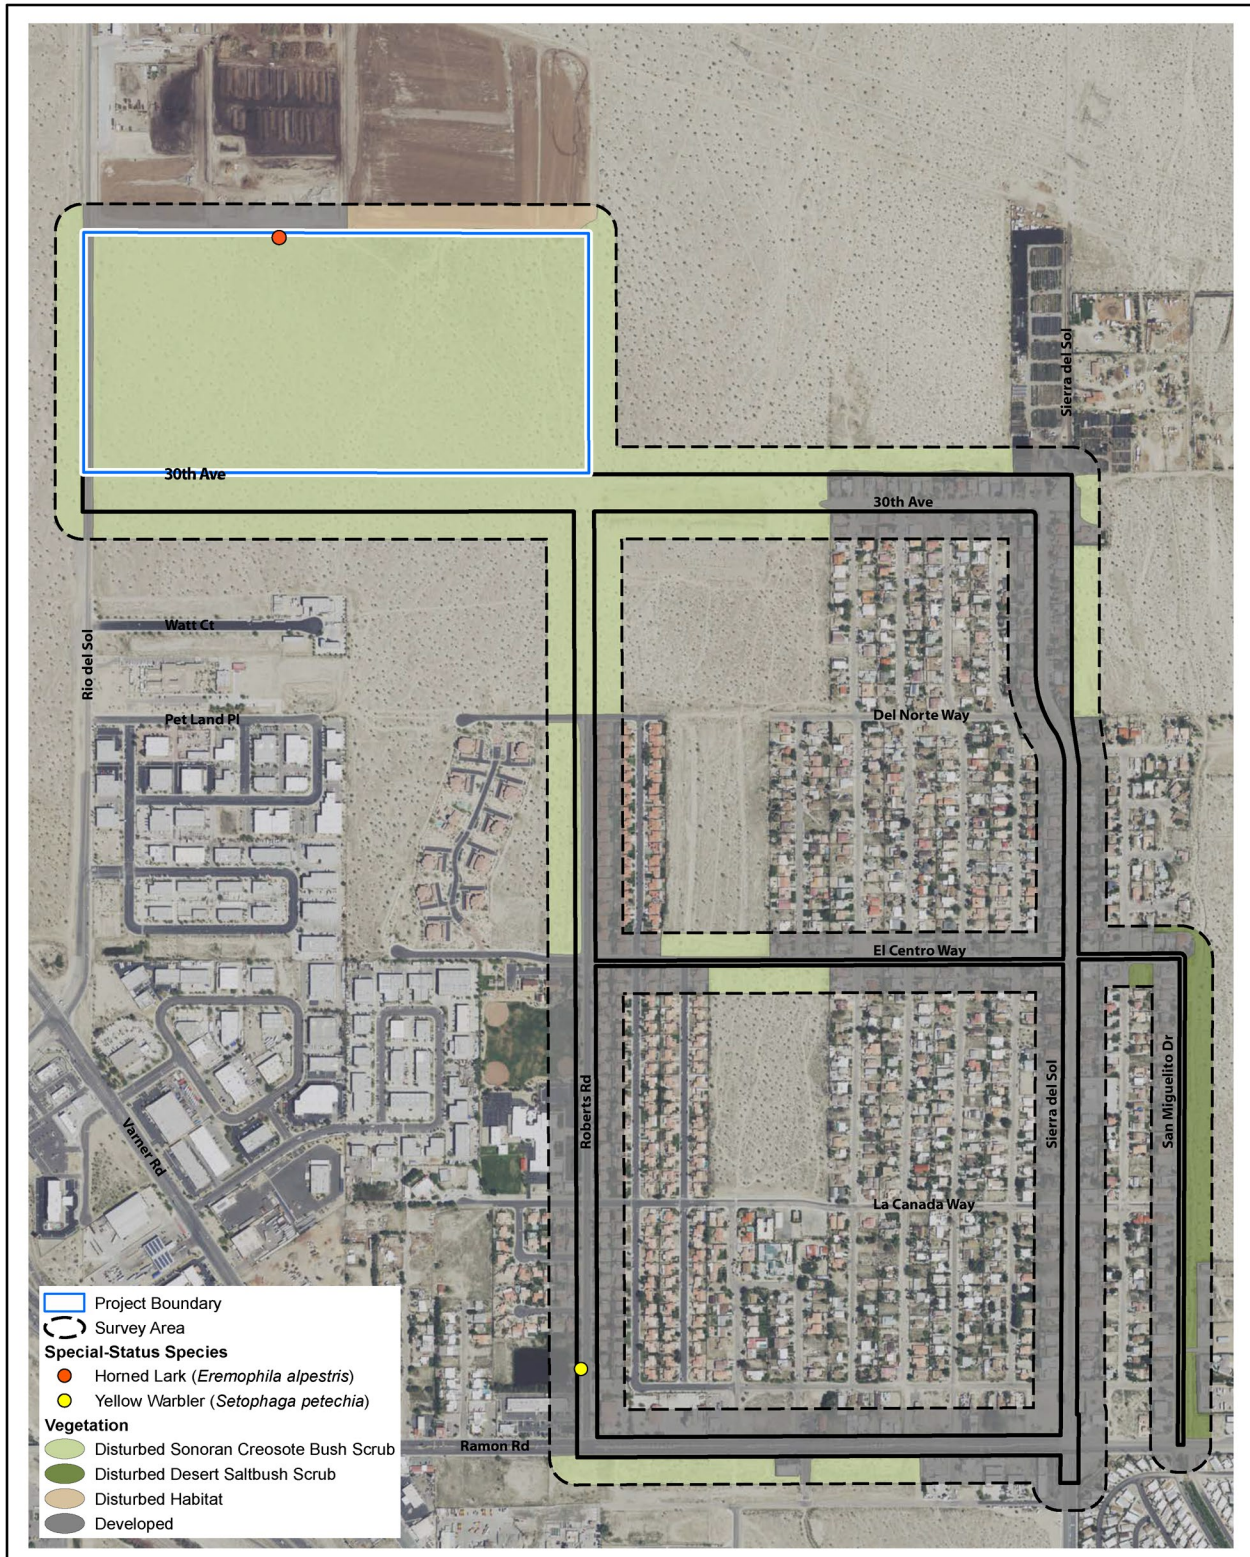 Sierra del Sol
30th Ave
30th Ave
Watt Ct
Rio del Sol
Pet Land Pl
Del Norte Way
El Centro Way
Roberts Rd
Sierra del Sol
San Miguelito Dr
Varner Rd
La Canada Way
Ramon Rd
Project Boundary
Survey Area
Special-Status Species
Horned Lark (Eremophila alpestris)
Yellow Warbler (Setophaga petechia)
Vegetation
Disturbed Sonoran Creosote Bush Scrub
Disturbed Desert Saltbush Scrub
Disturbed Habitat
Developed